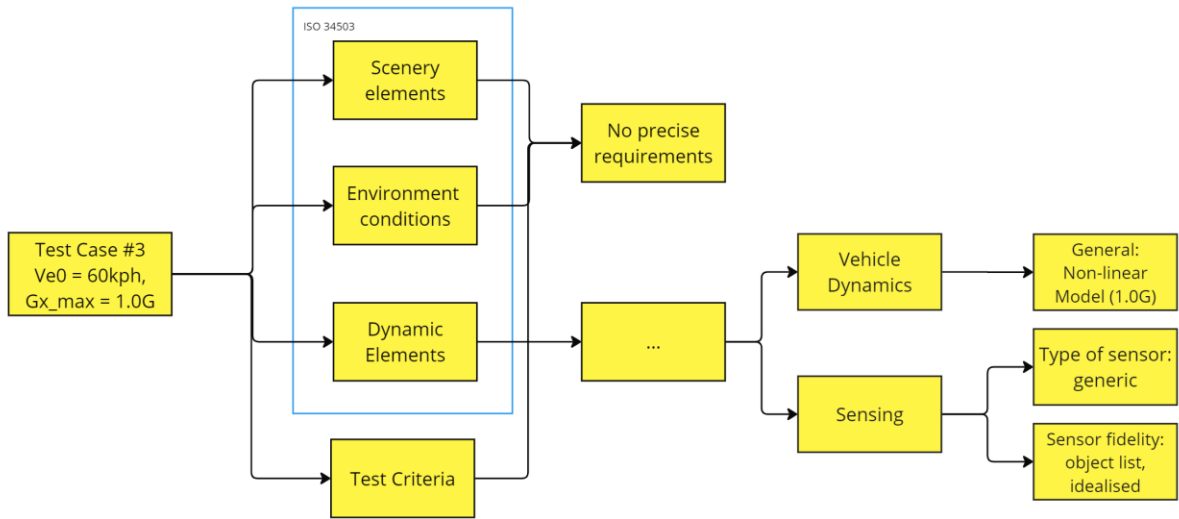 ISO 34503
Scenery
elements
No precise
requirements
Environment
conditions
Test Case #3
Ve0 = 60kph,
Gx_max = 1.0G
Vehicle
Dynamics
General:
Non-linear
Model (1.0G)
Dynamic
Elements
...
Type of sensor:
generic
Sensing
Sensor fidelity:
object list,
idealised
Test Criteria